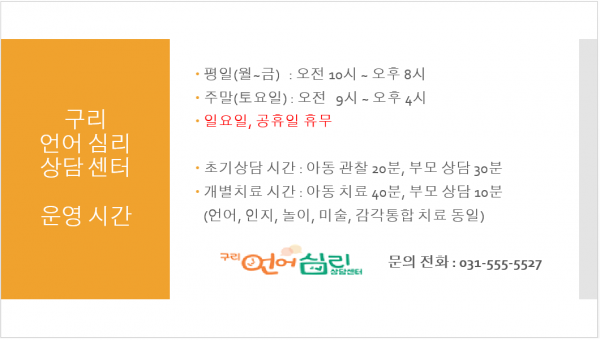 구리
언어 심리
상담 센터
운영 시간
• 평일(월~금) : 오전 10시 ~ 오후 8시
• 주말(토요일) : 오전 9시 ~ 오후 4시
• 일요일, 공휴일 휴무
• 초기상담 시간 : 아동 관찰 20분, 부모 상담 30분
• 개별치료 시간 : 아동 치료 40분, 부모 상담 10분
(언어, 인지, 놀이, 미술, 감각통합 치료 동일)
구리 언어심리 상담센터
문의 전화 : 031-555-5527